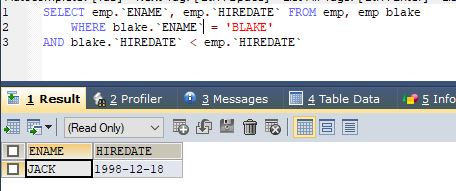 1 SELECT emp.`ENAME`, emp.`HIREDATE` FROM emp, emp blake
2 WHERE blake.`ENAME` = 'BLAKE'
3 AND blake.`HIREDATE` < emp.`HIREDATE`
1 Result 2 Profiler 3 Messages 4 Table Data 5 Info
(Read Only)
ENAME HIREDATE
JACK 1998-12-18